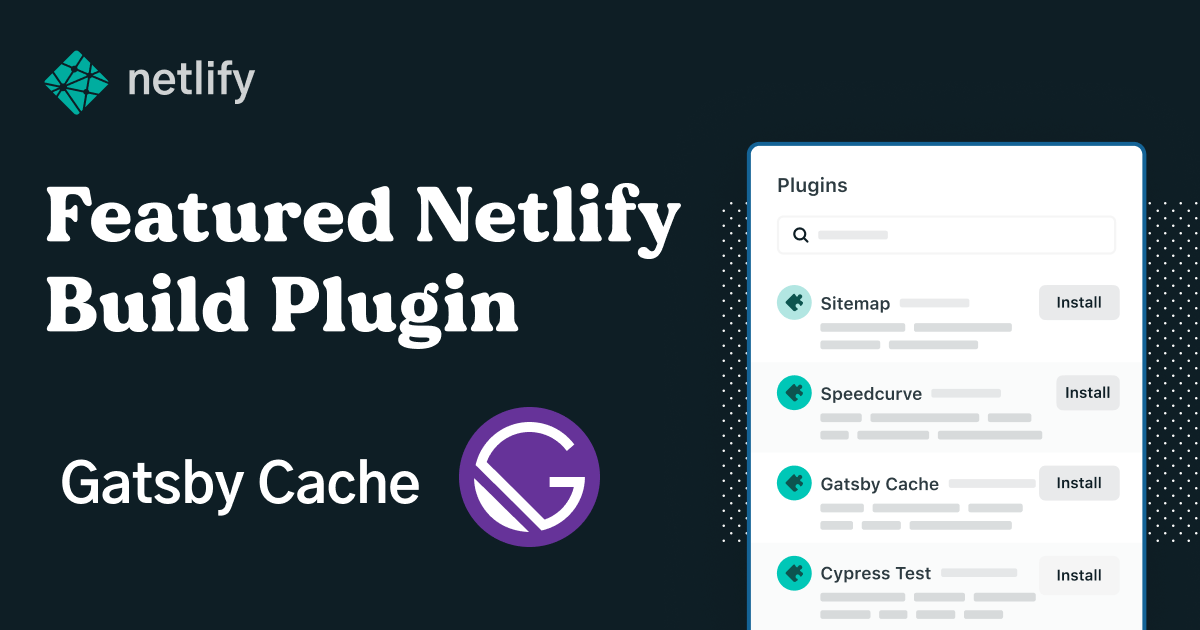 netlify
Featured Netlify
Build Plugin
Gatsby Cache
Plugins
Sitemap
Install
Speedcurve
Install
Gatsby Cache
Install
Cypress Test
Install